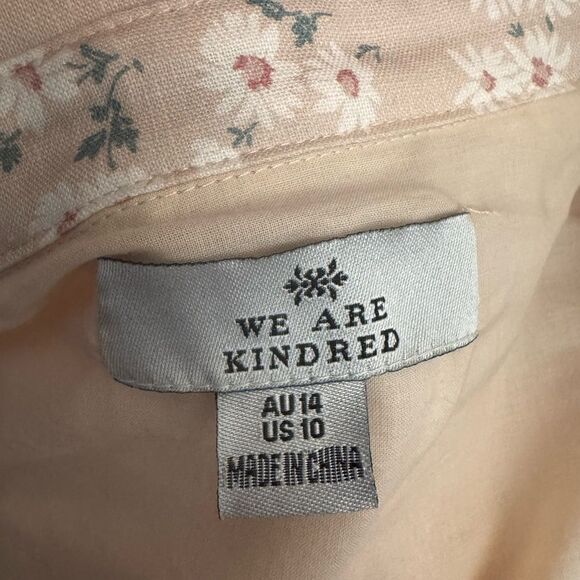 WE ARE
KINDRED
AU 14
US 10
MADE IN CHINA